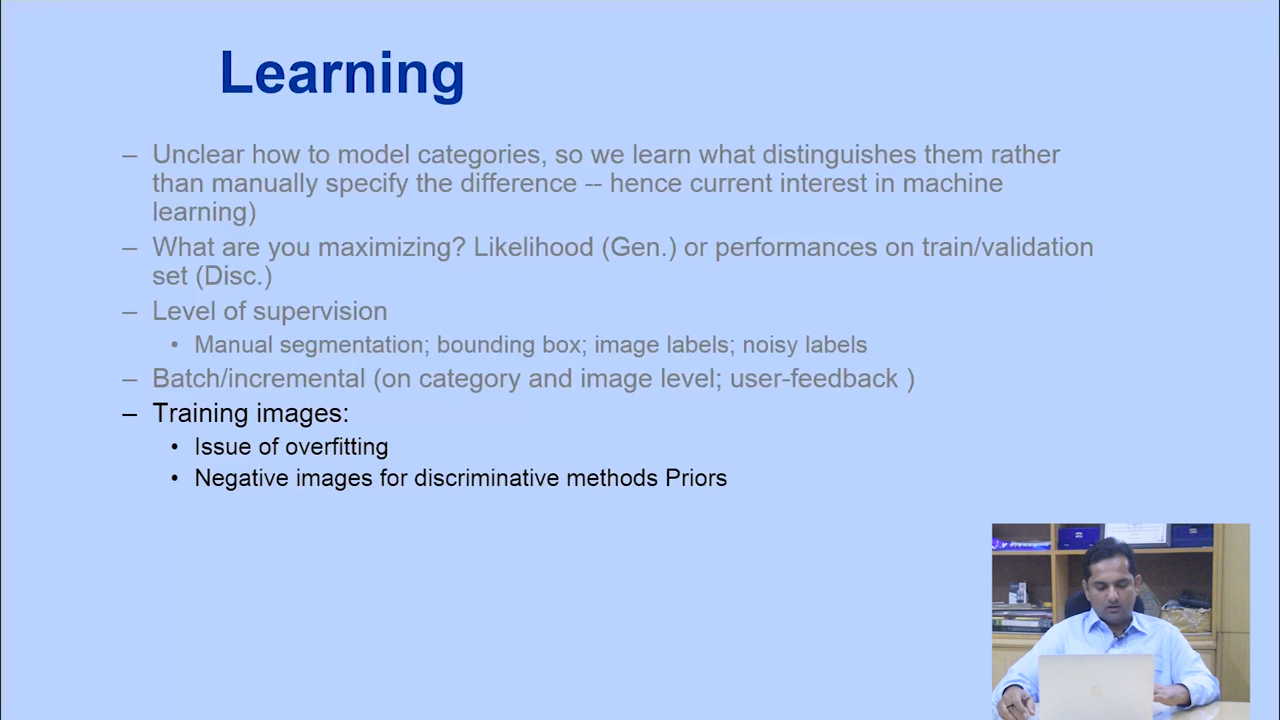 Learning
– Unclear how to model categories, so we learn what distinguishes them rather
than manually specify the difference -- hence current interest in machine
learning)
– What are you maximizing? Likelihood (Gen.) or performances on train/validation
set (Disc.)
– Level of supervision
• Manual segmentation; bounding box; image labels; noisy labels
– Batch/incremental (on category and image level; user-feedback )
– Training images:
• Issue of overfitting
• Negative images for discriminative methods Priors